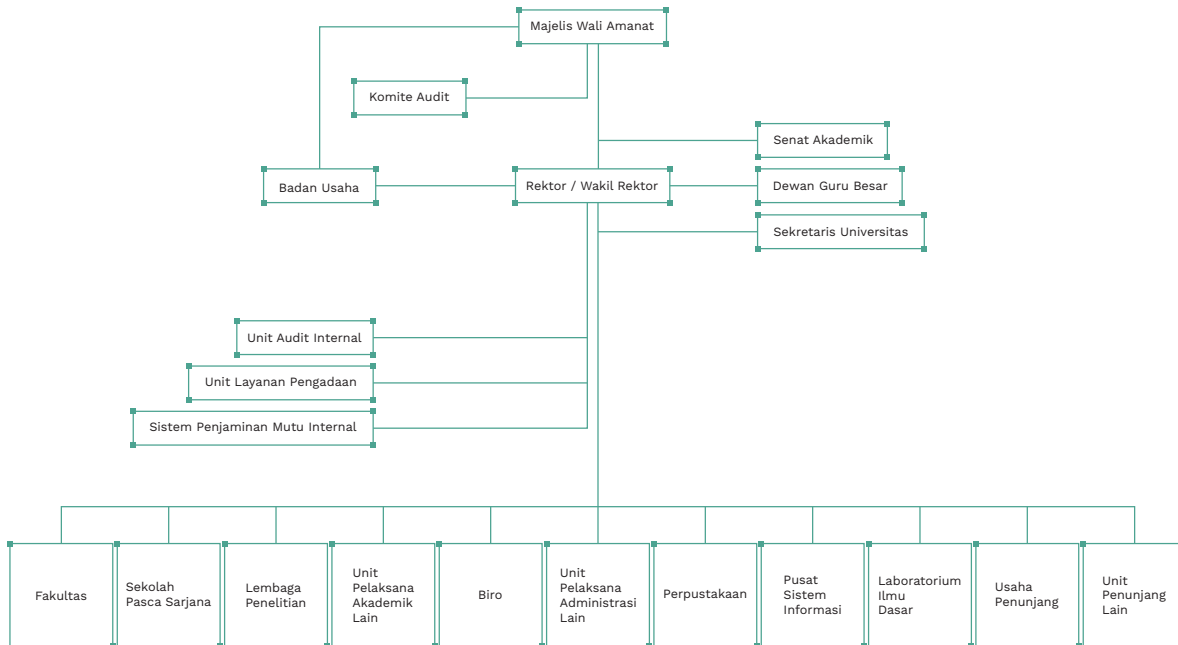 Majelis Wali Amanat
Komite Audit
Senat Akademik
Badan Usaha
Rektor / Wakil Rektor
Dewan Guru Besar
Sekretaris Universitas
Unit Audit Internal
Unit Layanan Pengadaan
Sistem Penjaminan Mutu Internal
Fakultas
Sekolah
Pasca Sarjana
Lembaga
Penelitian
Unit
Pelaksana
Akademik
Lain
Biro
Unit
Pelaksana
Administrasi
Lain
Perpustakaan
Pusat
Sistem
Informasi
Laboratorium
Ilmu
Dasar
Usaha
Penunjang
Unit
Penunjang
Lain